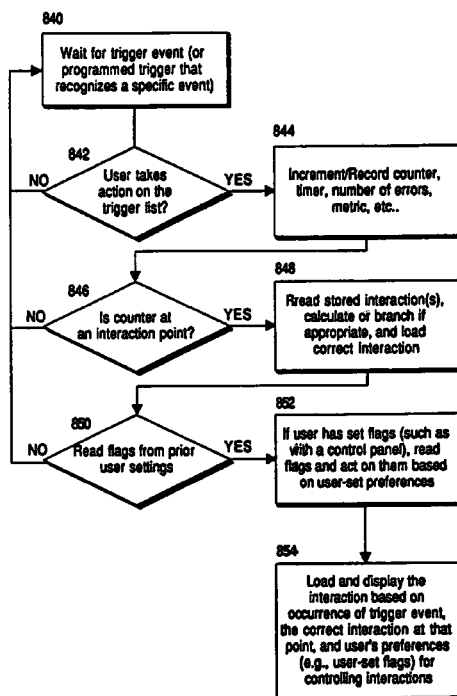 840
Wait for trigger event (or
programmed trigger that
recognizes a specific event)
842
User takes
action on the
trigger list?
NO
YES
844
Increment/Record counter,
timer, number of errors,
metric, etc..
846
Is counter at
an interaction point?
NO
YES
848
Rread stored interaction(s),
calculate or branch if
appropriate, and load
correct interaction
850
Read flags from prior
user settings
NO
YES
852
If user has set flags (such as
with a control panel), read
flags and act on them based
on user-set preferences
854
Load and display the
interaction based on
occurrence of trigger event,
the correct interaction at that
point, and user's preferences
(e.g., user-set flags) for
controlling interactions